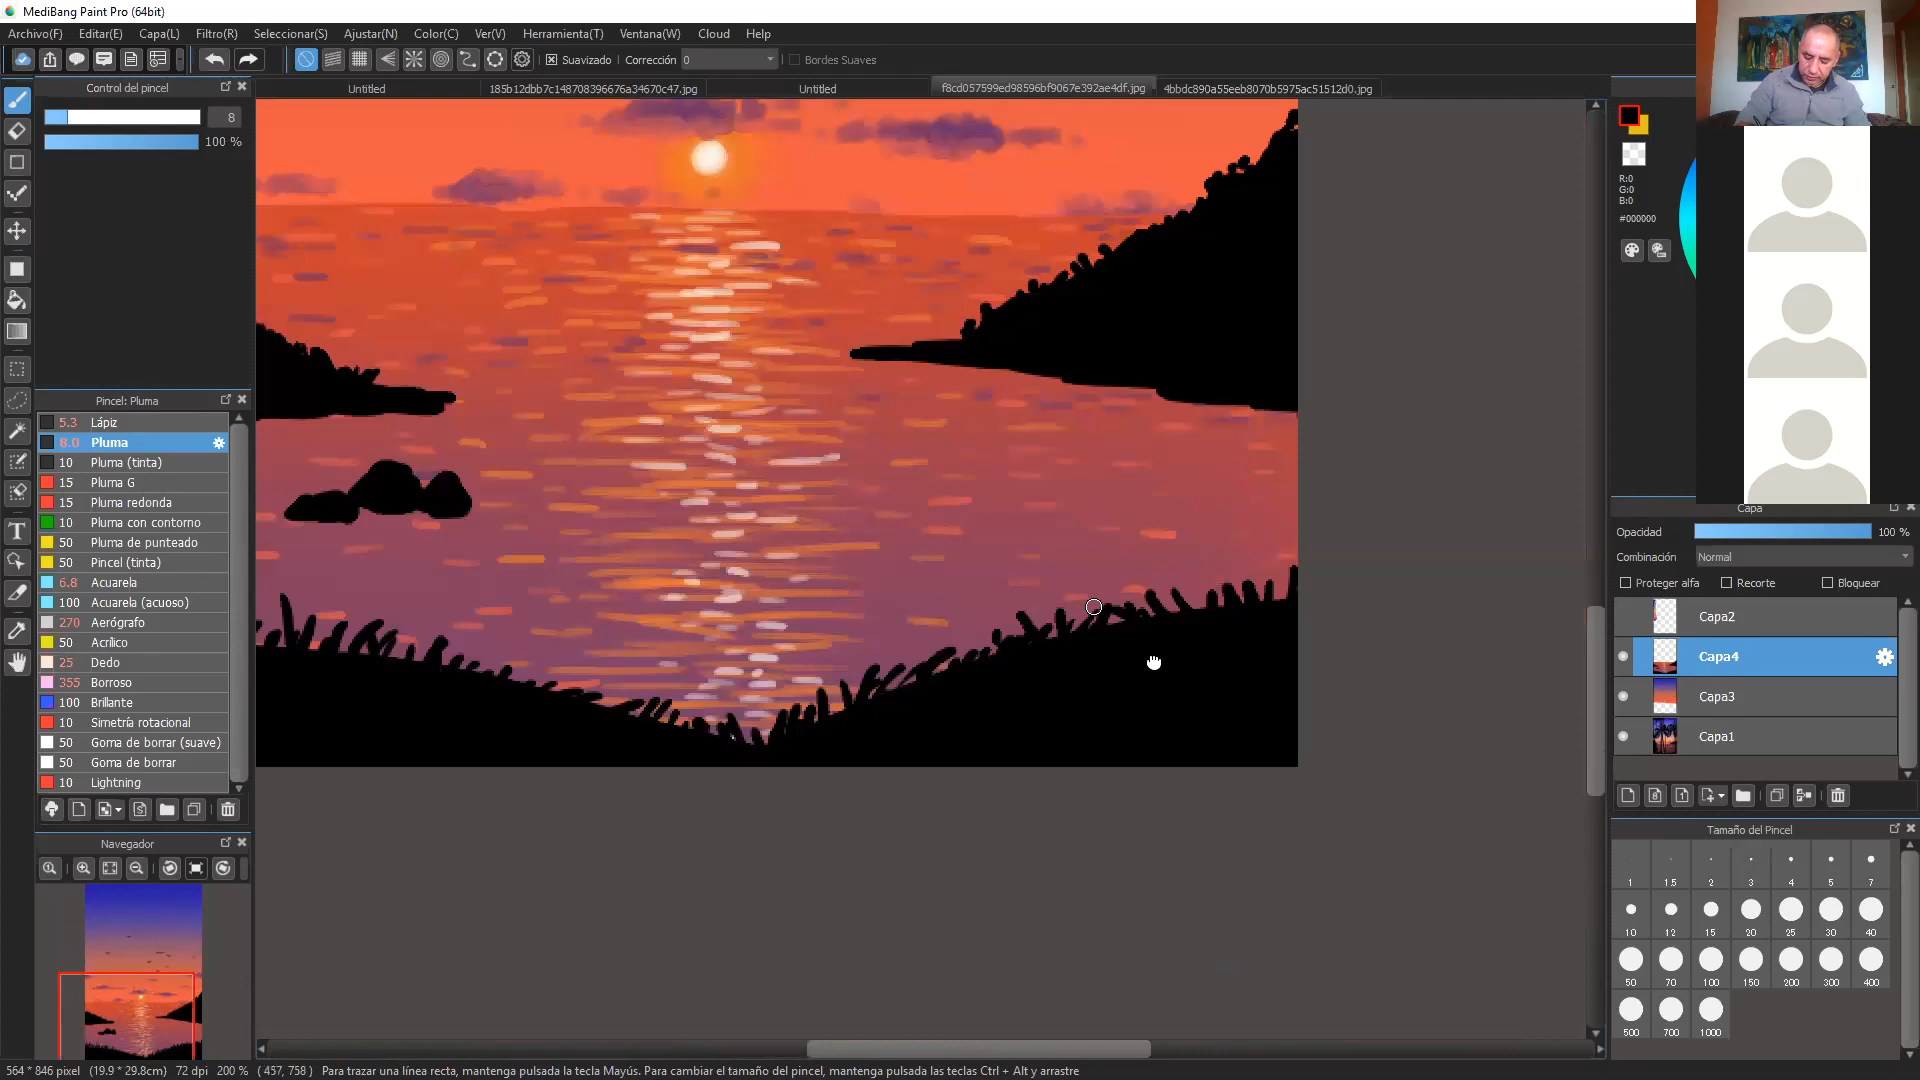 MediBang Paint Pro (64bit)
Archivo(F) Editar(E) Capa(L) Filtro(R) Seleccionar(S) Ajustar(N) Color(C) Ver(V) Herramienta(T) Ventana(W) Cloud Help
Suavizado Corrección 0 Bordes Suaves
Control del pincel
Untitled 185b12dbb7c148708396676a34670c47.jpg Untitled f8cd057599ed98596bf9067e392ae4df.jpg 4bbdc890a55eeb8070b5975ac51512d0.jpg
8
100 %
R:0
G:0
B:0
#000000
Pincel: Pluma
5.3 Lápiz
8.0 Pluma
10 Pluma (tinta)
15 Pluma G
15 Pluma redonda
10 Pluma con contorno
50 Pluma de punteado
50 Pincel (tinta)
6.8 Acuarela
100 Acuarela (acuoso)
270 Aerógrafo
50 Acrílico
25 Dedo
355 Borroso
100 Brillante
10 Simetría rotacional
50 Goma de borrar (suave)
50 Goma de borrar
10 Lightning
Navegador
Capa
Opacidad 100 %
Combinación Normal
Proteger alfa Recorte Bloquear
Capa2
Capa4
Capa3
Capa1
Tamaño del Pincel
1 1.5 2 3 4 5 7
10 12 15 20 25 30 40
50 70 100 150 200 300 400
500 700 1000
564 * 846 pixel (19.9 * 29.8cm) 72 dpi 200 % ( 457, 758 ) Para trazar una línea recta, mantenga pulsada la tecla Mayús. Para cambiar el tamaño del pincel, mantenga pulsadas las teclas Ctrl + Alt y arrastre